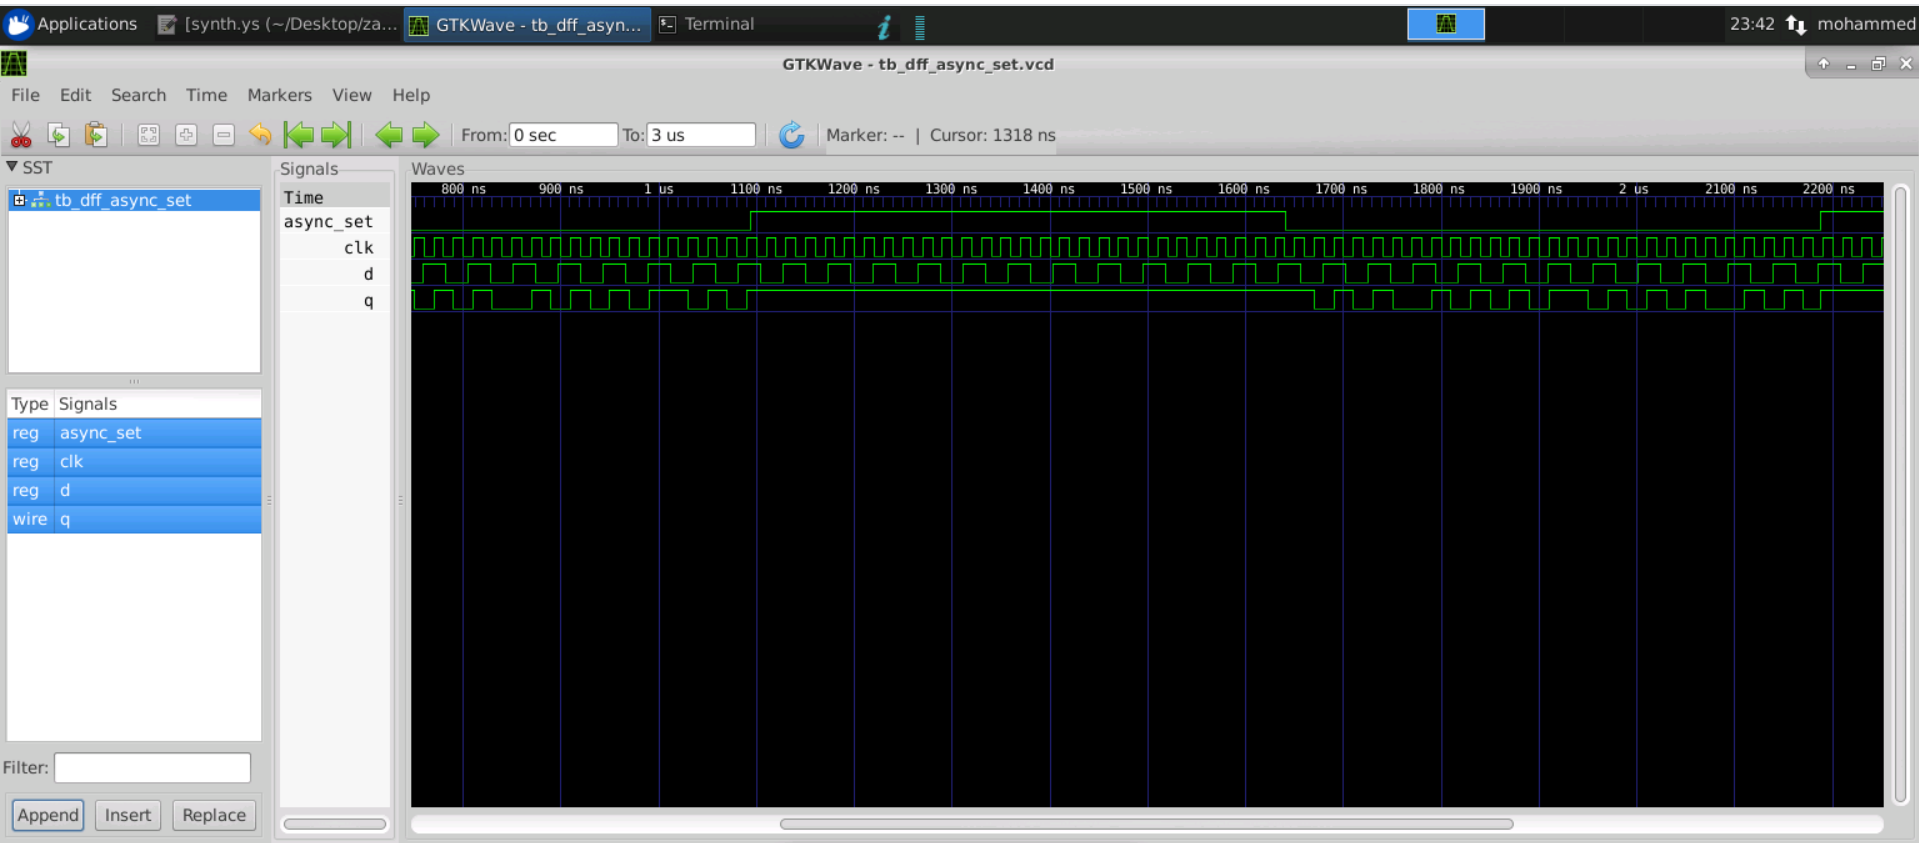 Applications [synth.ys (~/Desktop/za... GTKWave - tb_dff_asyn... Terminal 23:42 mohammed
GTKWave - tb_dff_async_set.vcd
File Edit Search Time Markers View Help
From: 0 sec To: 3 us Marker: -- | Cursor: 1318 ns
SST
tb_dff_async_set
Type Signals
reg async_set
reg clk
reg d
wire q
Filter:
Append Insert Replace
Signals
Time
async_set
clk
d
q
Waves
800 ns 900 ns 1 us 1100 ns 1200 ns 1300 ns 1400 ns 1500 ns 1600 ns 1700 ns 1800 ns 1900 ns 2 us 2100 ns 2200 ns